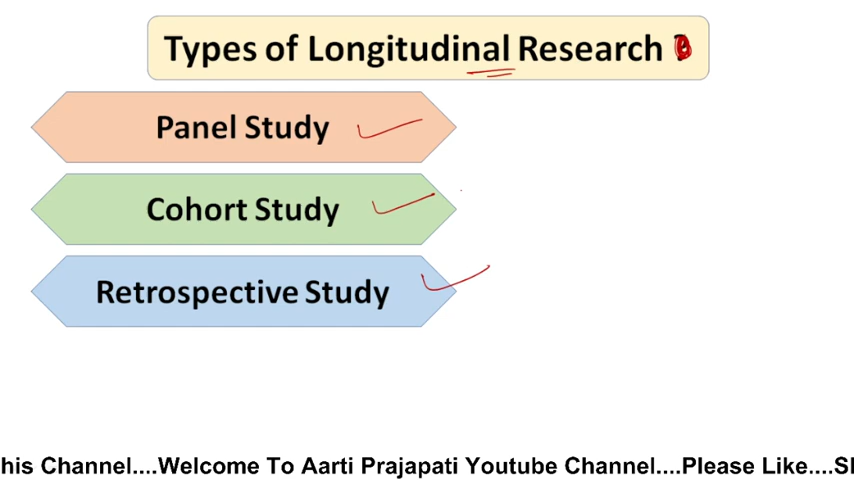 Types of Longitudinal Research ?
Panel Study
Cohort Study
Retrospective Study
his Channel....Welcome To Aarti Prajapati Youtube Channel....Please Like....S